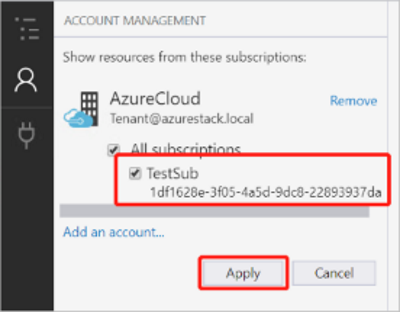 ACCOUNT MANAGEMENT
Show resources from these subscriptions:
AzureCloud
Remove
Tenant@azurestack.local
All subscriptions
TestSub
1df1628e-3f05-4a5d-9dc8-22893937da
Add an account...
Apply
Cancel